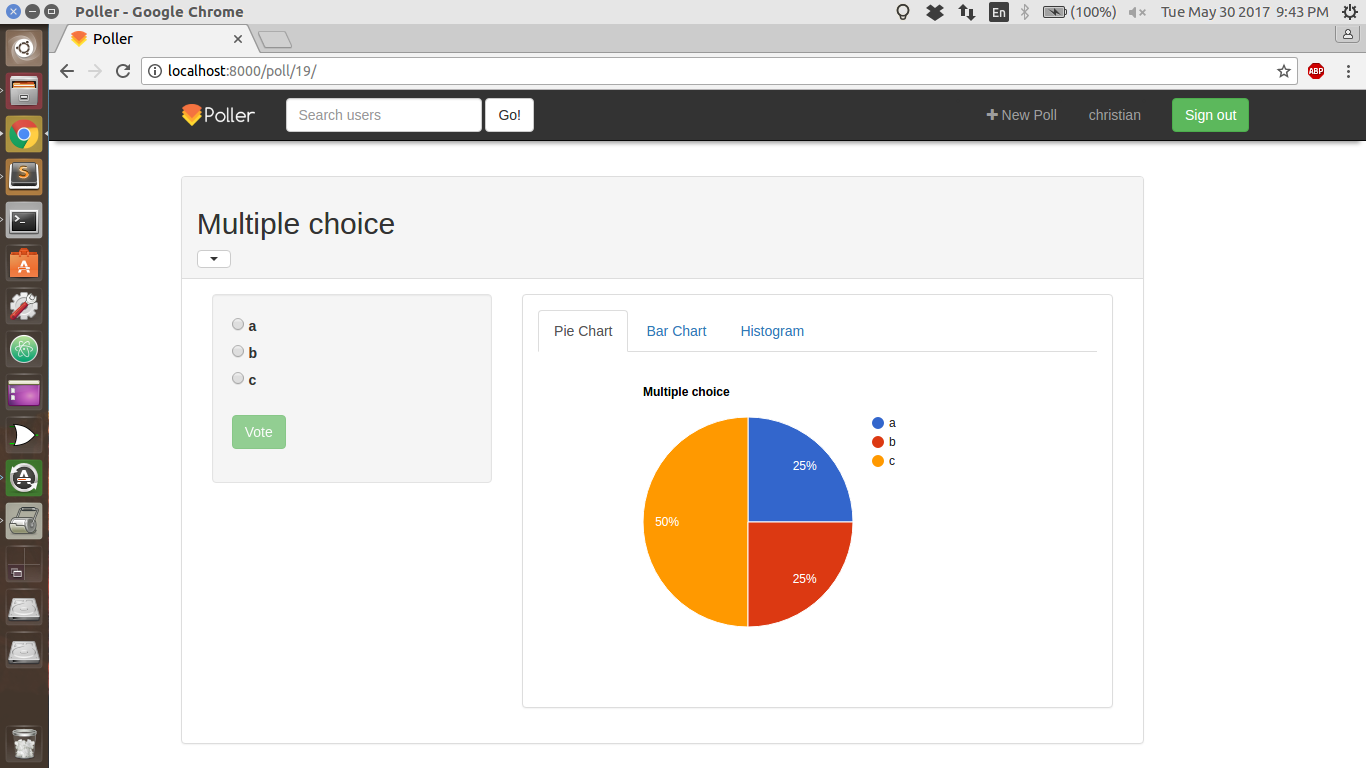 Poller - Google Chrome
En
(100%)
Tue May 30 2017 9:43 PM
Poller
localhost:8000/poll/19/
ABP
Poller
Search users
Go!
New Poll
christian
Sign out
Multiple choice
a
b
c
Vote
Pie Chart
Bar Chart
Histogram
Multiple choice
a
b
c
25%
50%
25%